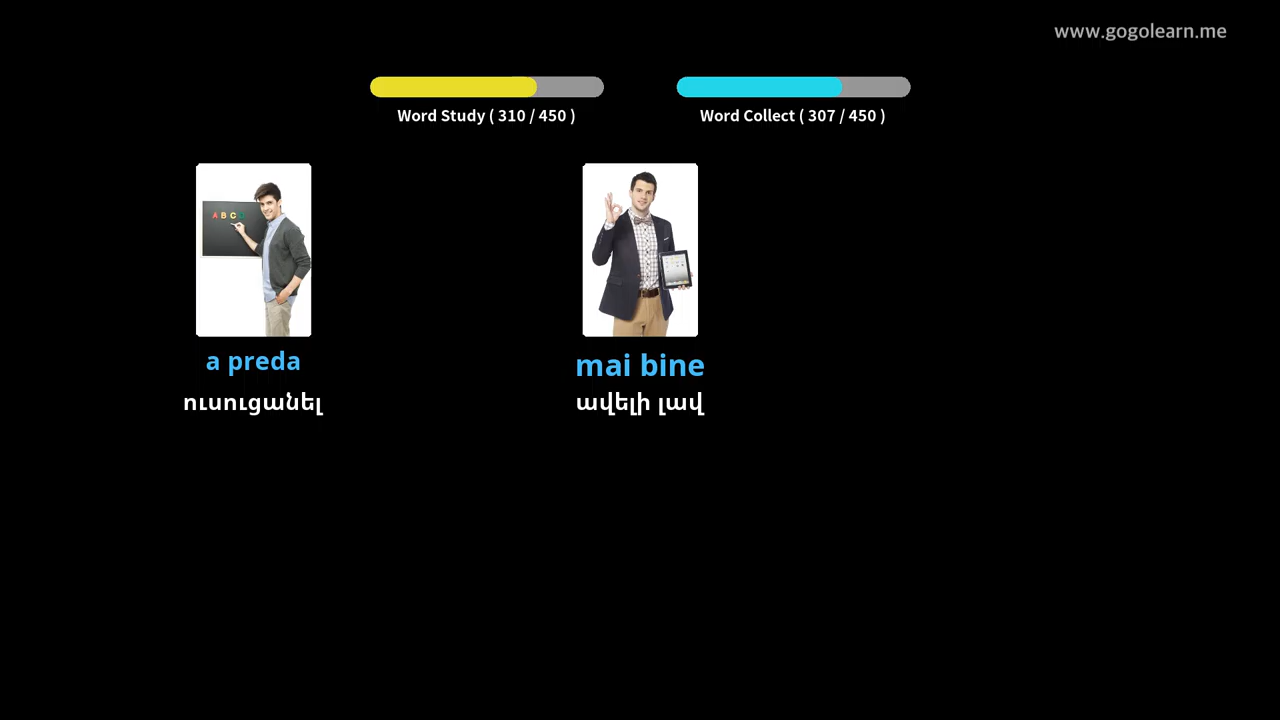 www.gogolearn.me
Word Study ( 310 / 450 )
Word Collect ( 307 / 450 )
A B C D
a preda
ուսուցանել
mai bine
ավելի լավ